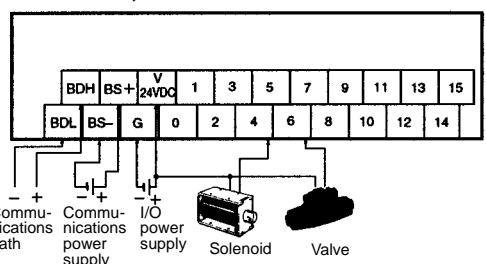 BDH BS+ V 24VDC 1 3 5 7 9 11 13 15
BDL BS– G 0 2 4 6 8 10 12 14
– + – + – +
Commu- Commu- I/O
nications nications power
path power supply
supply
Solenoid Valve